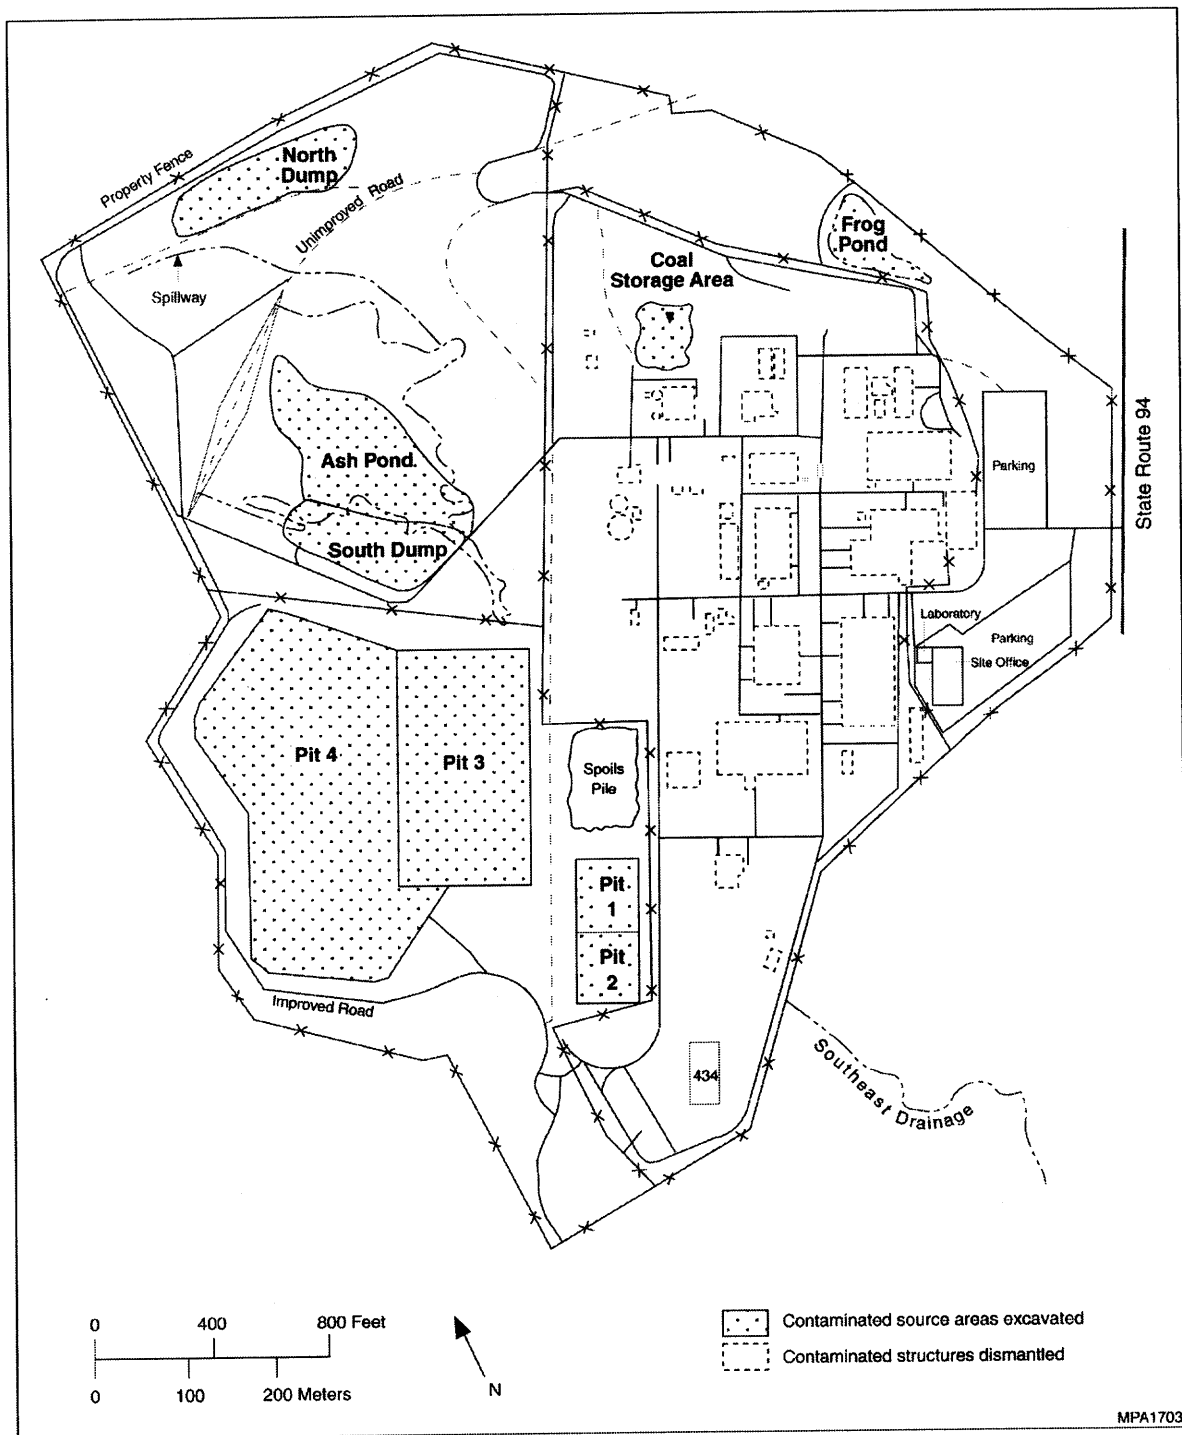 North
Dump
Property Fence
Unimproved Road
Spillway
Frog
Pond
Coal
Storage Area
Ash Pond.
South Dump
Parking
State Route 94
Laboratory
Parking
Site Office
Pit 4
Pit 3
Spoils
Pile
Pit
1
Pit
2
Improved Road
434
Southeast Drainage
0 400 800 Feet
0 100 200 Meters
N
Contaminated source areas excavated
Contaminated structures dismantled
MPA1703